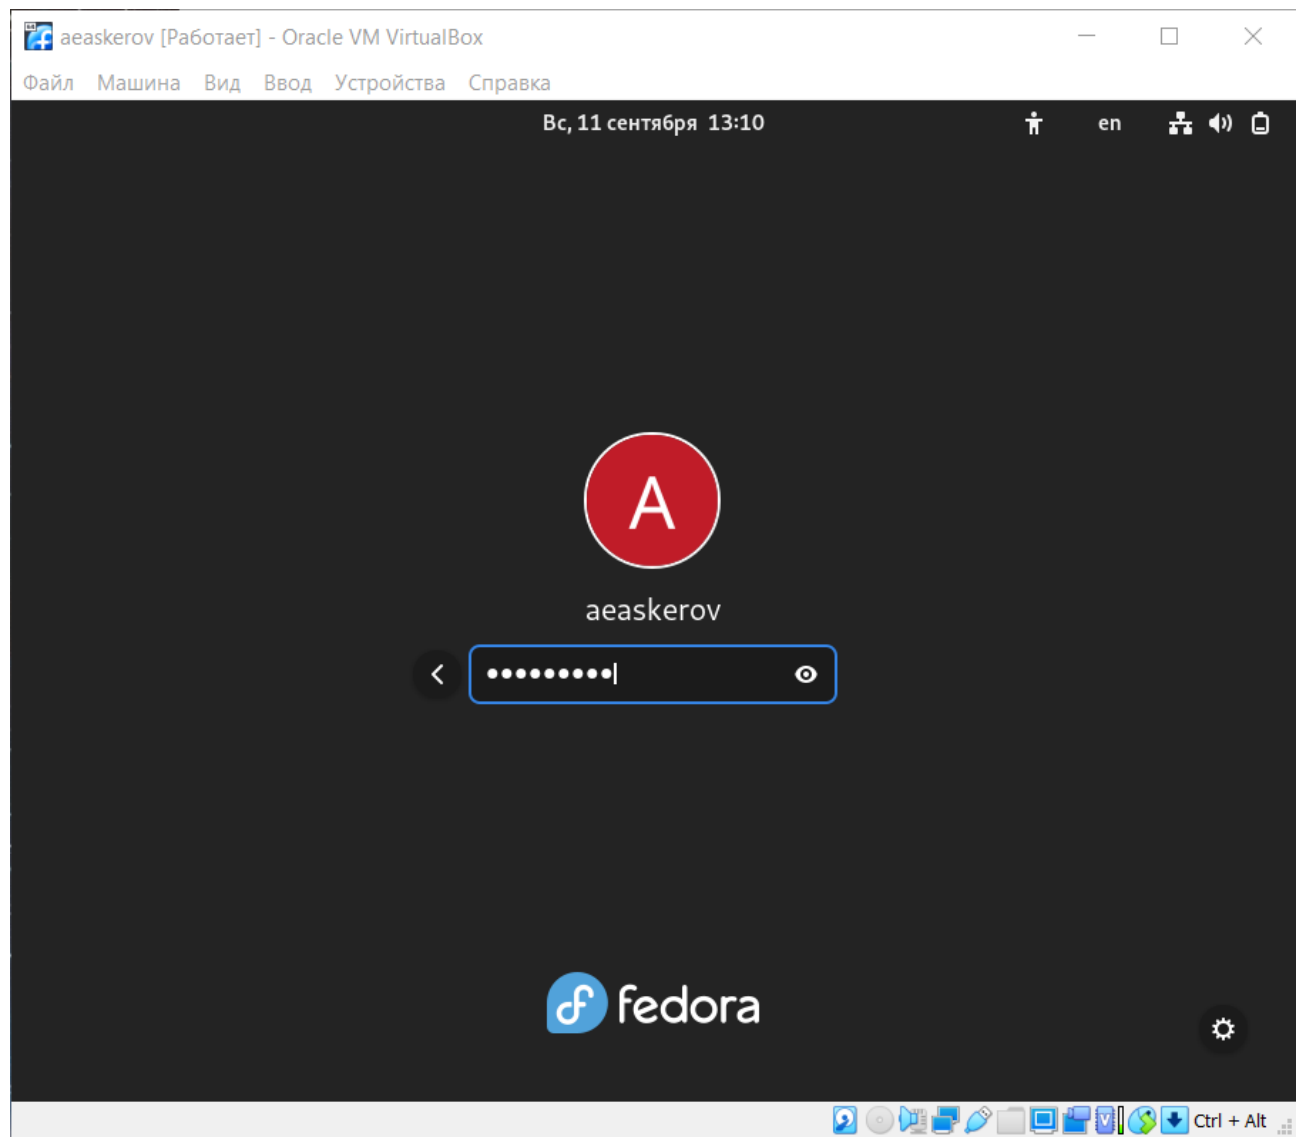 aeaskerov [Работает] - Oracle VM VirtualBox
Файл Машина Вид Ввод Устройства Справка
Вс, 11 сентября 13:10 en
A
aeaskerov
fedora
Ctrl + Alt